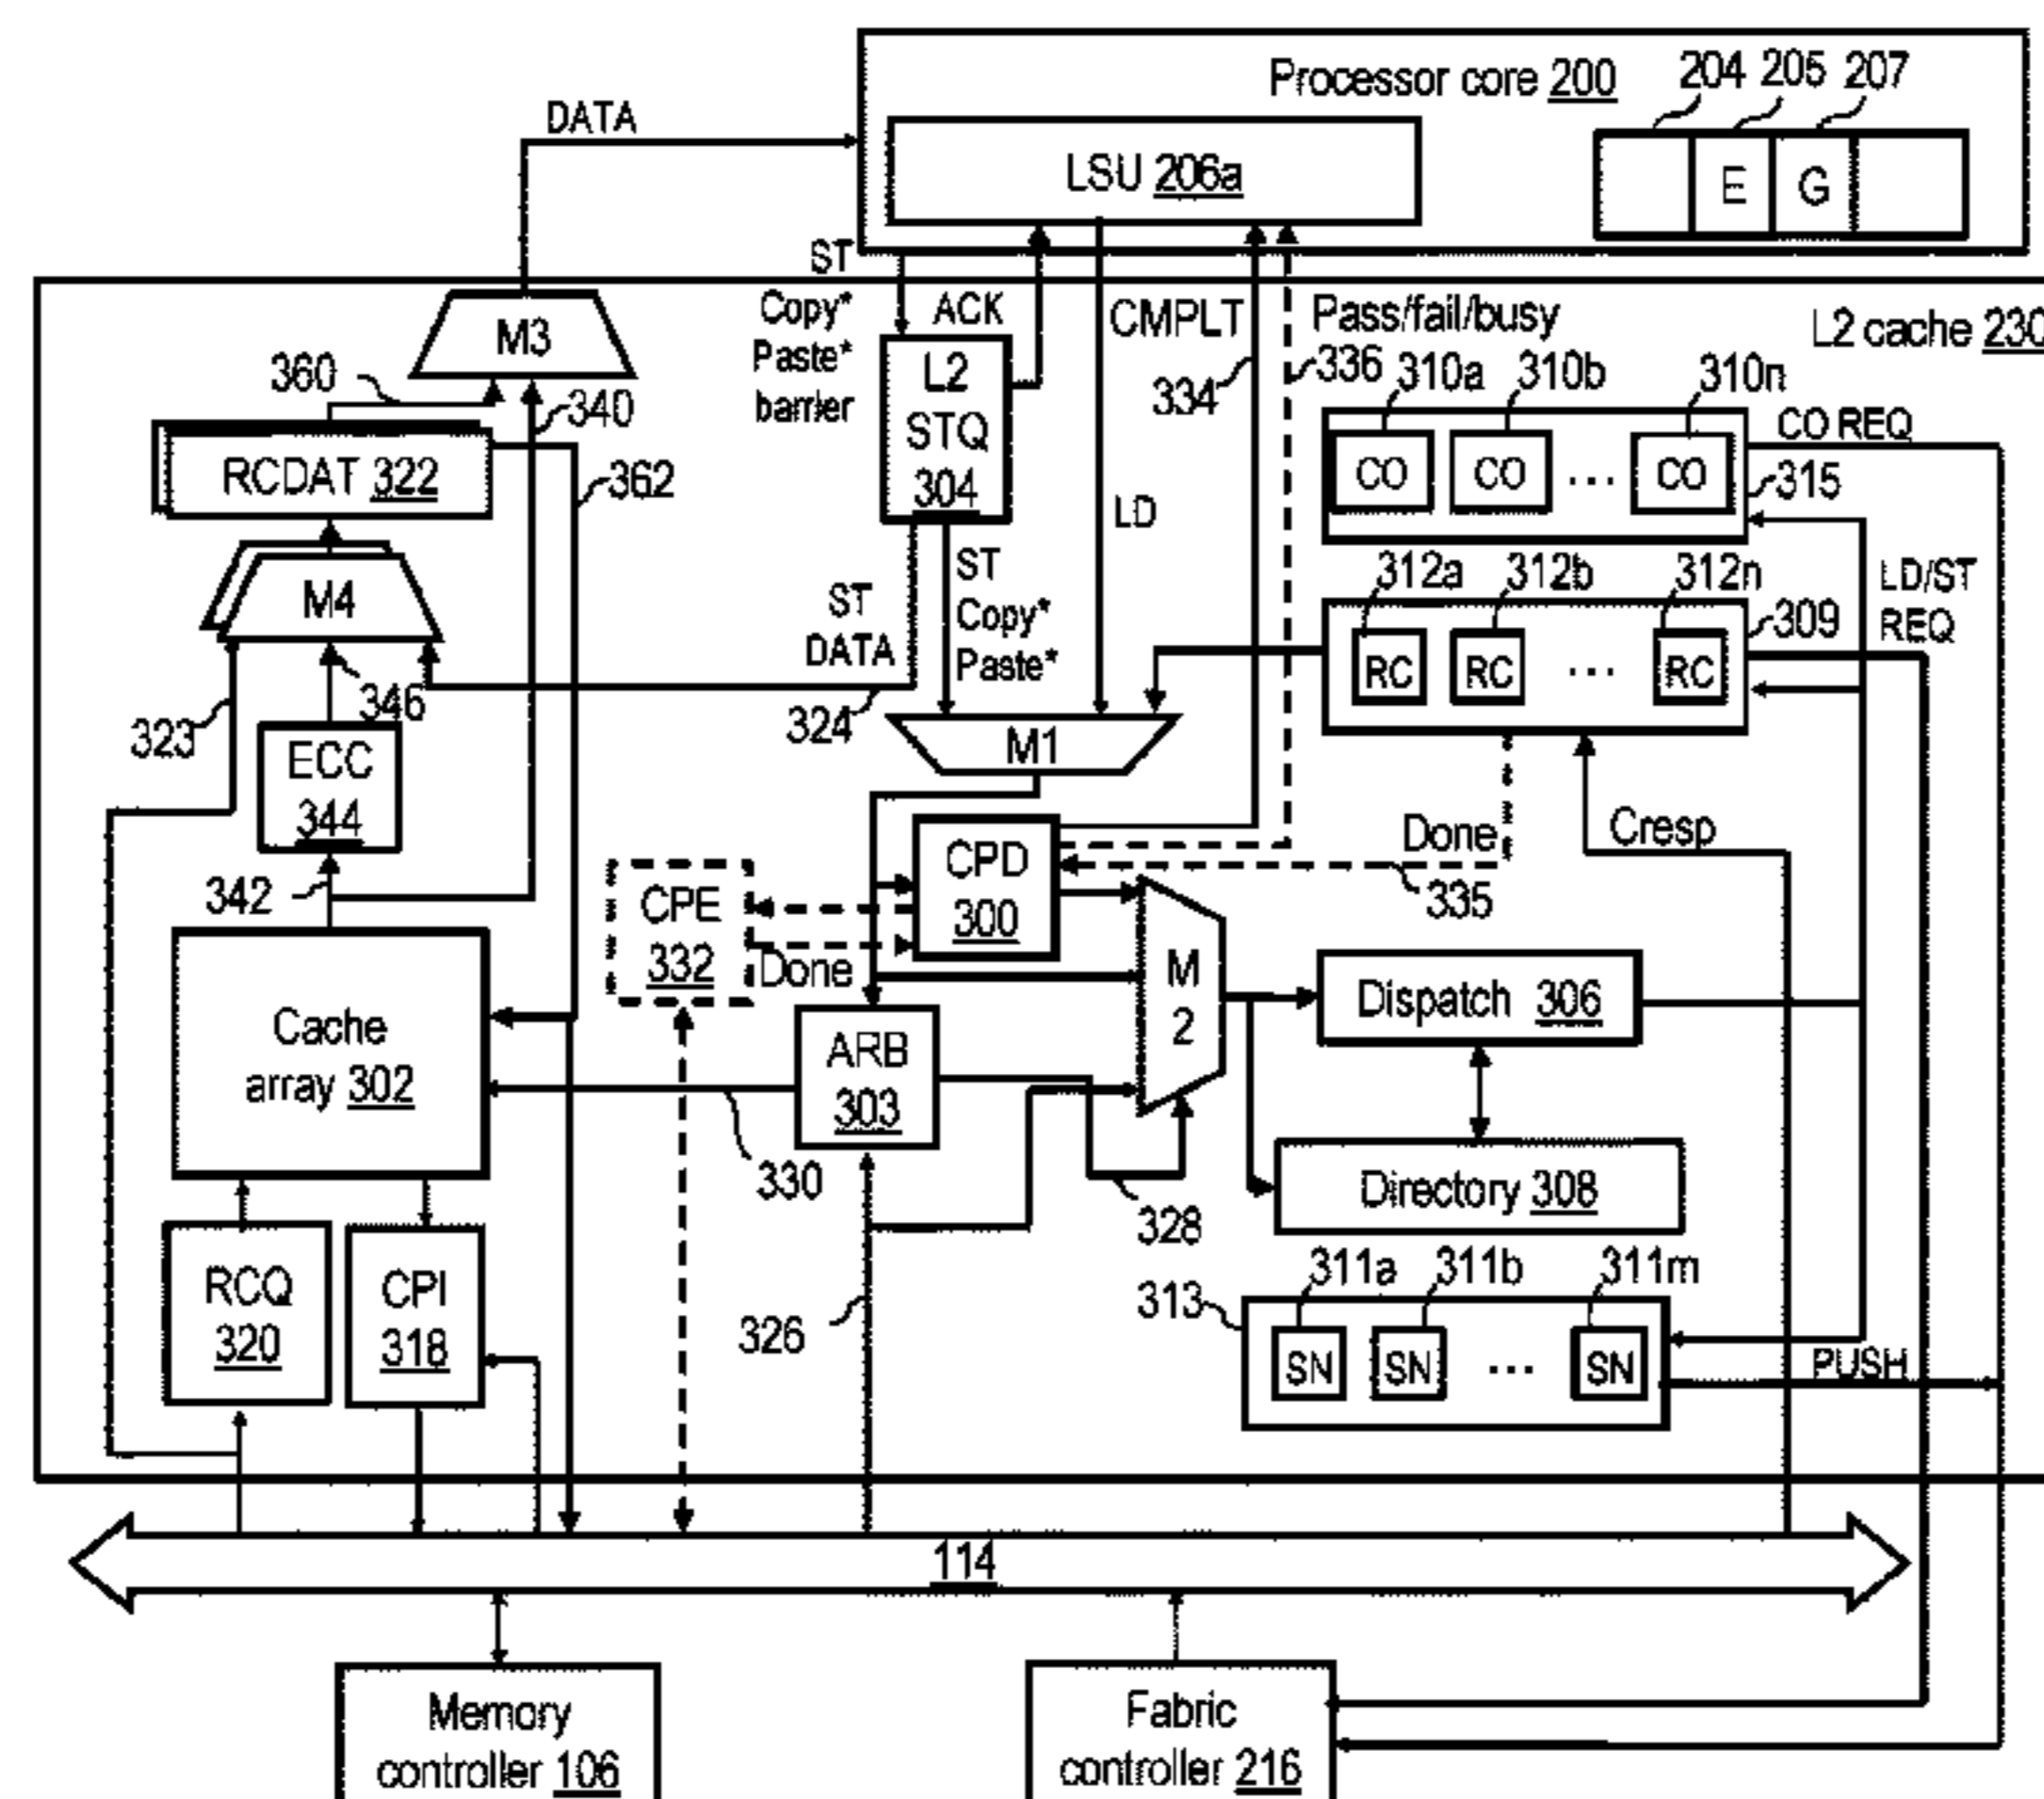 Processor core 200
204 205 207
DATA
LSU 206a
E G
ST
Copy*
Paste*
barrier
ACK
CMPLT
Pass/fail/busy
L2 cache 230
M3
L2
STQ
304
334
336
310a 310b 310n
360
340
CO CO ... CO
CO REQ
315
RCDAT 322
362
LD
312a 312b 312n
LD/ST
REQ
M4
ST
DATA
ST
Copy*
Paste*
309
RC RC ... RC
346
323
324
M1
ECC
344
Done
Cresp
342
CPE
332
CPD
300
335
Done
M
2
Dispatch 306
Cache
array 302
ARB
303
330
328
Directory 308
RCQ
320
CPI
318
326
313
311a 311b 311m
SN SN ... SN
PUSH
114
Memory
controller 106
Fabric
controller 216